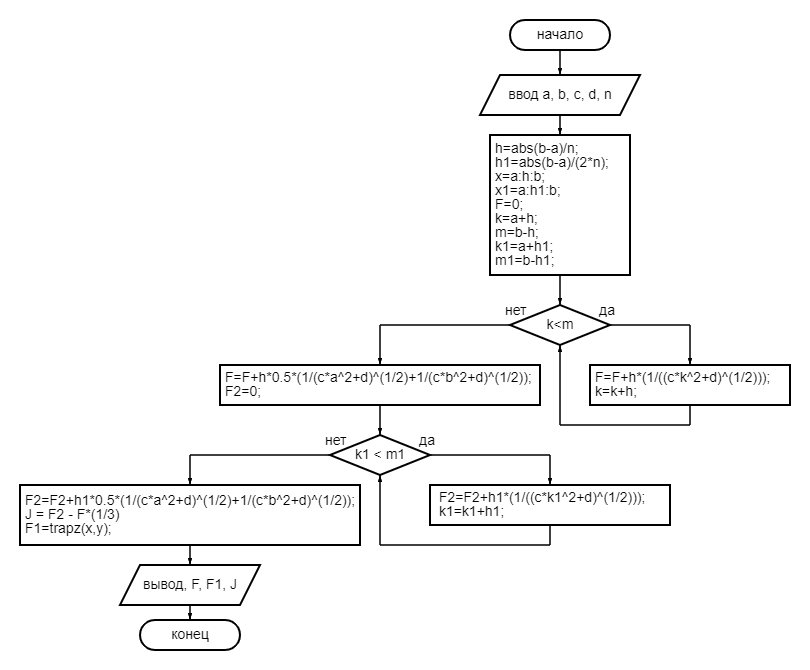 начало
ввод a, b, c, d, n
h=abs(b-a)/n;
h1=abs(b-a)/(2*n);
x=a:h:b;
x1=a:h1:b;
F=0;
k=a+h;
m=b-h;
k1=a+h1;
m1=b-h1;
нет
да
k<m
F=F+h*0.5*(1/(c*a^2+d)^(1/2)+1/(c*b^2+d)^(1/2));
F2=0;
F=F+h*(1/((c*k^2+d)^(1/2)));
k=k+h;
нет
да
k1 < m1
F2=F2+h1*0.5*(1/(c*a^2+d)^(1/2)+1/(c*b^2+d)^(1/2));
J = F2 - F*(1/3)
F1=trapz(x,y);
F2=F2+h1*(1/((c*k1^2+d)^(1/2)));
k1=k1+h1;
вывод, F, F1, J
конец